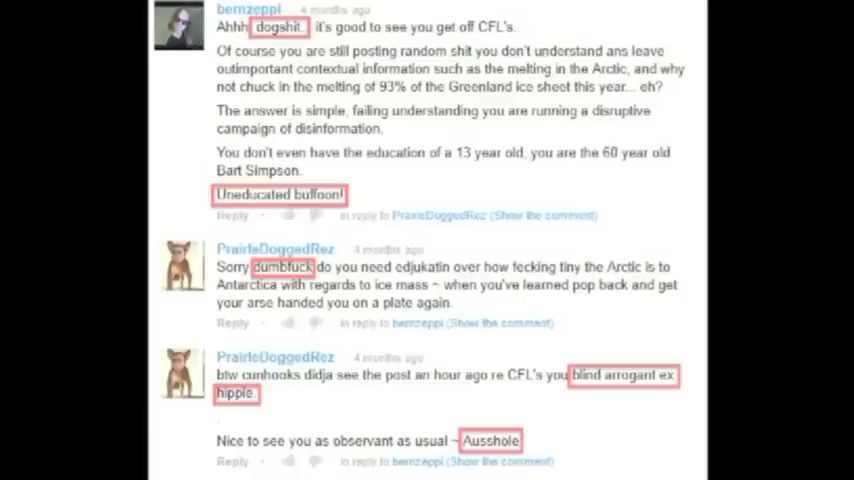 bernzeppi 4 months ago
Ahhh dogshit.. it's good to see you get off CFL's.
Of course you are still posting random shit you don't understand ans leave
outimportant contextual information such as the melting in the Arctic, and why
not chuck in the melting of 93% of the Greenland ice sheet this year... eh?
The answer is simple, failing understanding you are running a disruptive
campaign of disinformation.
You don't even have the education of a 13 year old, you are the 60 year old
Bart Simpson.
Uneducated buffoon!
Reply · in reply to PrairieDoggedRez (Show the comment)
PrairieDoggedRez 4 months ago
Sorry dumbfuck do you need edjukatin over how fecking tiny the Arctic is to
Antarctica with regards to ice mass ~ when you've learned pop back and get
your arse handed you on a plate again.
Reply · in reply to bernzeppi (Show the comment)
PrairieDoggedRez 4 months ago
btw cunhooks didja see the post an hour ago re CFL's you blind arrogant ex
hippie.
.
Nice to see you as observant as usual ~ Ausshole
Reply · in reply to bernzeppi (Show the comment)